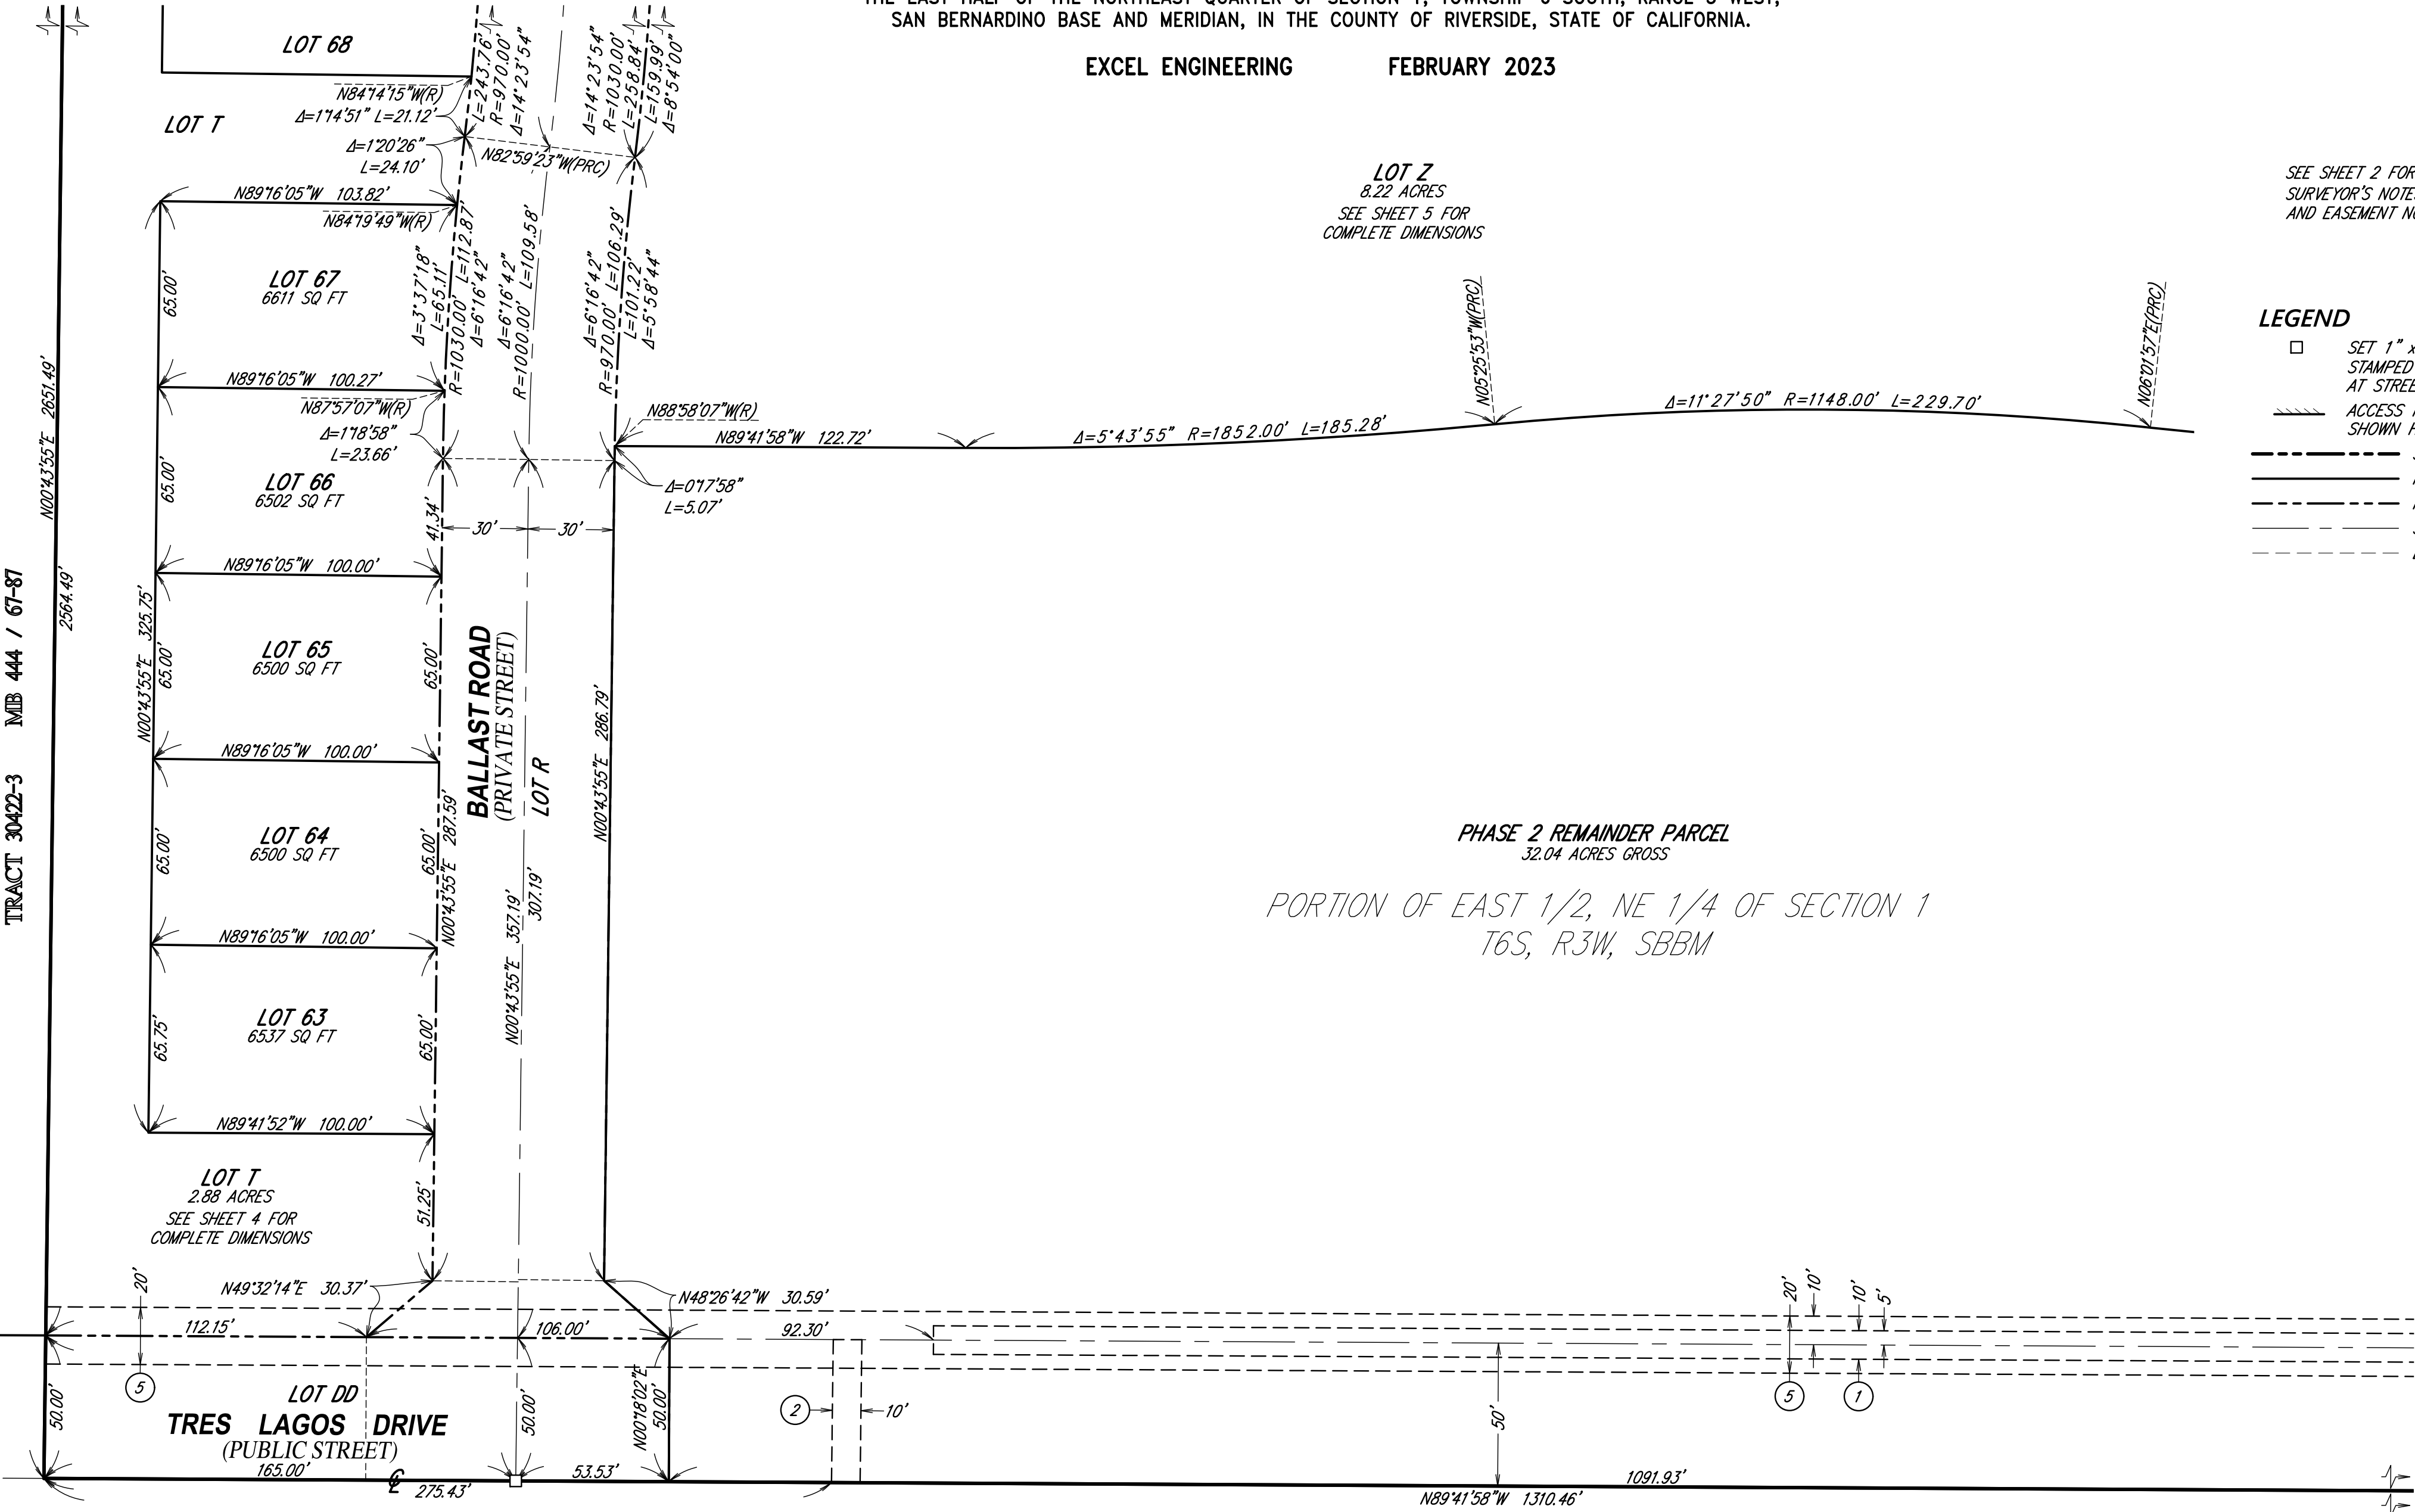 SAN BERNARDINO BASE AND MERIDIAN, IN THE COUNTY OF RIVERSIDE, STATE OF CALIFORNIA.
EXCEL ENGINEERING FEBRUARY 2023
LOT 68
N84°14'15"W(R)
Δ=1°14'51" L=21.12'
LOT T
Δ=1°20'26"
L=24.10'
L=243.76'
R=970.00'
Δ=14°23'54"
Δ=14°23'54"
R=1030.00'
L=258.84'
L=159.99'
Δ=8°54'00"
N82°59'23"W(PRC)
N89°16'05"W 103.82'
N84°19'49"W(R)
LOT 67
6611 SQ FT
65.00'
Δ=3°37'18"
L=65.11'
R=1030.00' L=112.87'
Δ=6°16'42"
Δ=6°16'42"
R=1000.00' L=109.58'
Δ=6°16'42"
R=970.00' L=106.29'
L=101.22'
Δ=5°58'44"
LOT Z
8.22 ACRES
SEE SHEET 5 FOR
COMPLETE DIMENSIONS
SEE SHEET 2 FOR
SURVEYOR'S NOTE
AND EASEMENT
LEGEND
SET 1" x
STAMPED
AT STREE
ACCESS
SHOWN
N05°25'53"W(PRC)
N06°01'57"E(PRC)
N00°43'55"E 2651.49'
2564.49'
N89°16'05"W 100.27'
N87°57'07"W(R)
Δ=1°18'58"
L=23.66'
N88°58'07"W(R)
N89°41'58"W 122.72'
Δ=5°43'55" R=1852.00' L=185.28'
Δ=11°27'50" R=1148.00' L=229.70'
Δ=0°17'58"
L=5.07'
LOT 66
6502 SQ FT
65.00'
41.34'
30' 30'
N89°16'05"W 100.00'
TRACT 30422-3 MB 444 / 67-87
N00°43'55"E 325.75'
LOT 65
6500 SQ FT
65.00'
65.00'
BALLAST ROAD
(PRIVATE STREET)
LOT R
N00°43'55"E 286.79'
N89°16'05"W 100.00'
LOT 64
6500 SQ FT
65.00'
65.00'
N00°43'55"E 287.59'
N00°43'55"E 357.19'
307.19'
PHASE 2 REMAINDER PARCEL
32.04 ACRES GROSS
PORTION OF EAST 1/2, NE 1/4 OF SECTION 1
T6S, R3W, SBBM
N89°16'05"W 100.00'
LOT 63
6537 SQ FT
65.75'
65.00'
N89°41'52"W 100.00'
LOT T
2.88 ACRES
SEE SHEET 4 FOR
COMPLETE DIMENSIONS
51.25'
20'
N49°32'14"E 30.37'
N48°26'42"W 30.59'
20' 10' 10' 5'
112.15' 106.00' 92.30'
5
50.00'
LOT DD
TRES LAGOS DRIVE
(PUBLIC STREET)
50.00'
N00°18'02"E
50.00'
2 10'
50'
5 1
165.00' 53.53' 1091.93'
275.43' N89°41'58"W 1310.46'